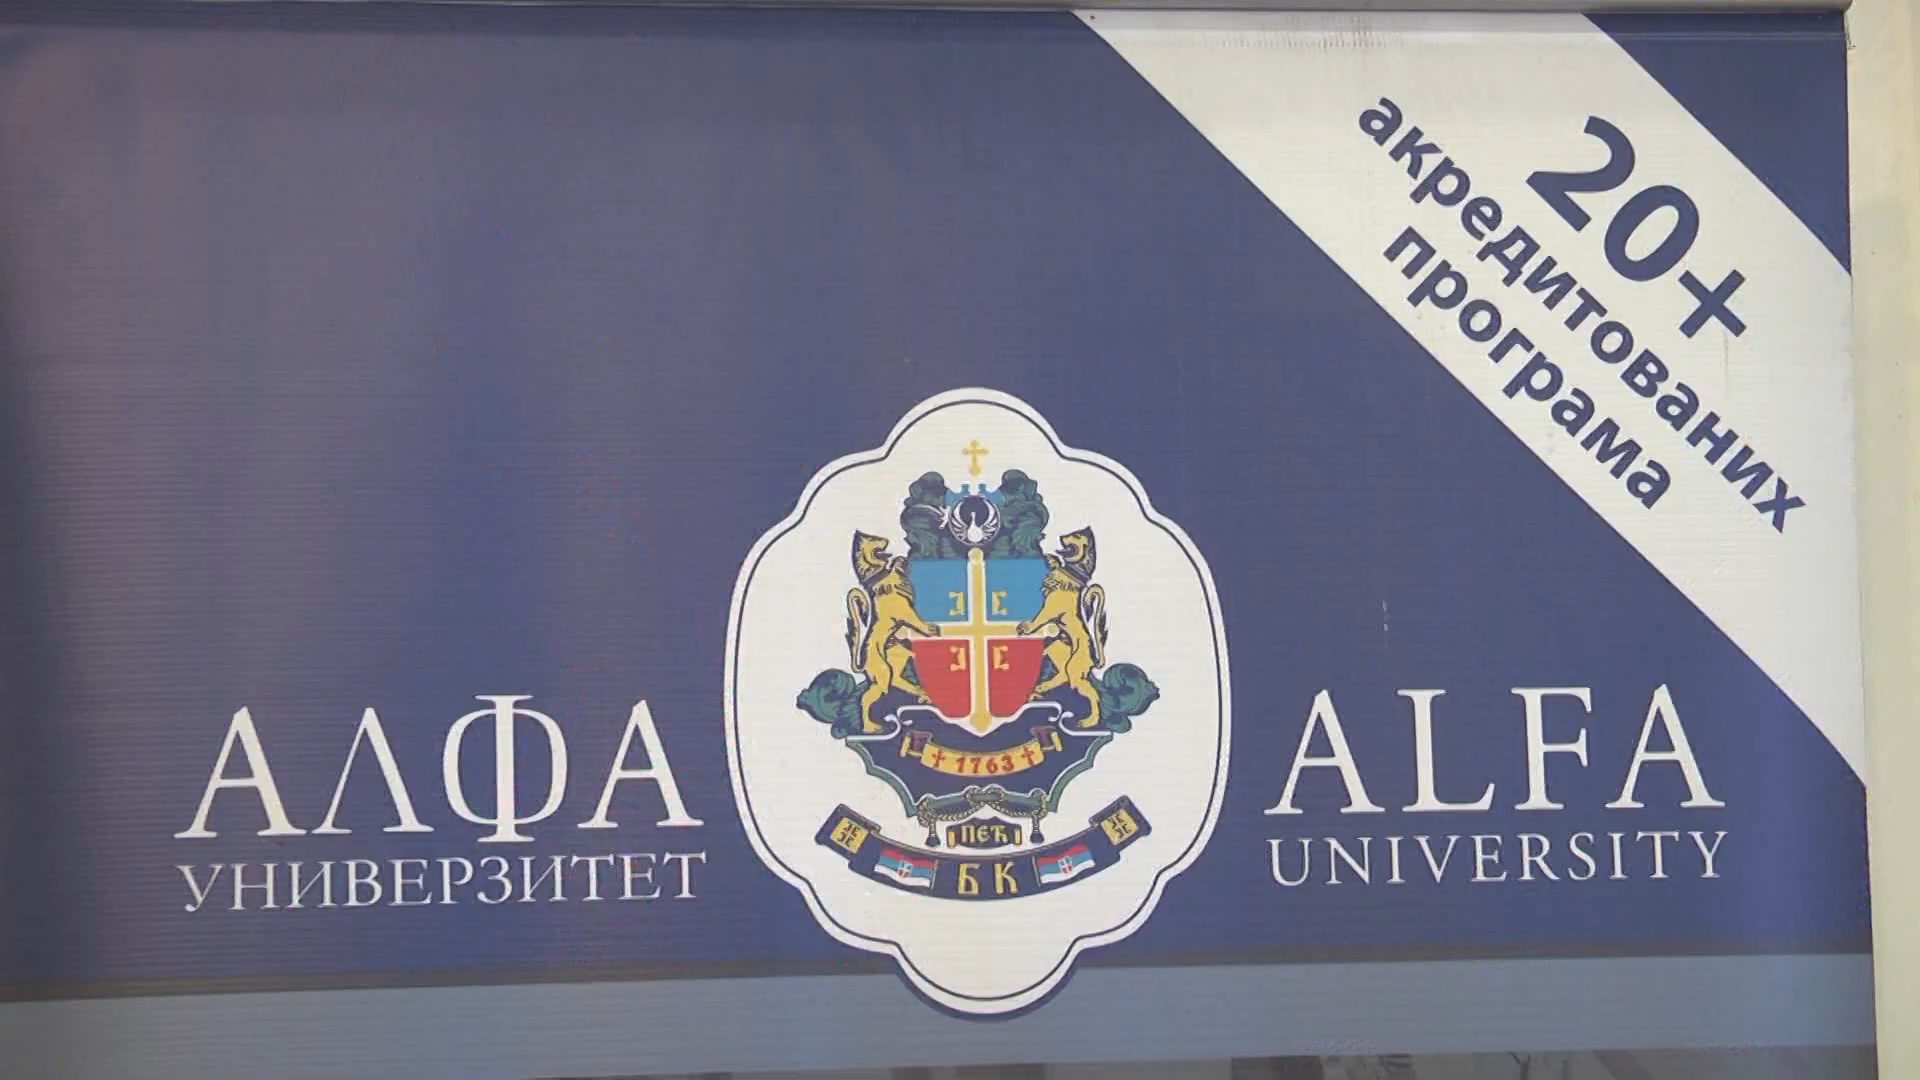 20+
акредитованих
програма
АЛФА
УНИВЕРЗИТЕТ
ALFA
UNIVERSITY
1763
ПЕЋ
БК